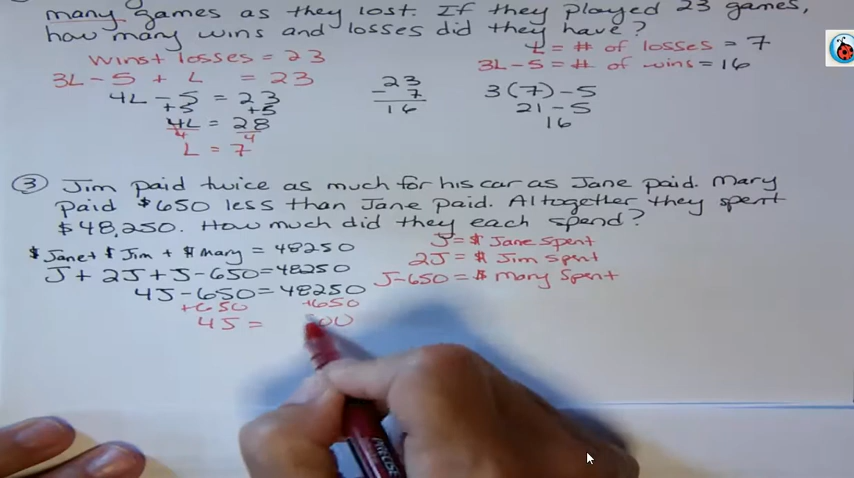 many games as they lost. If they played 23 games,
how many wins and losses did they have?
L = # of losses = 7
wins + losses = 23
3L - 5 = # of wins = 16
3L - 5 + L = 23
4L - 5 = 23
+5 +5
4L = 28
4 4
L = 7
23
- 7
16
3(7) - 5
21 - 5
16
③ Jim paid twice as much for his car as Jane paid. Mary
paid $650 less than Jane paid. Altogether they spent
$48,250. How much did they each spend?
$ Jane + $ Jim + $ Mary = 48250
J = $ Jane spent
J + 2J + J - 650 = 48250
2J = $ Jim spent
4J - 650 = 48250
J - 650 = $ Mary spent
+650 +650
4J = 00
PRECISE